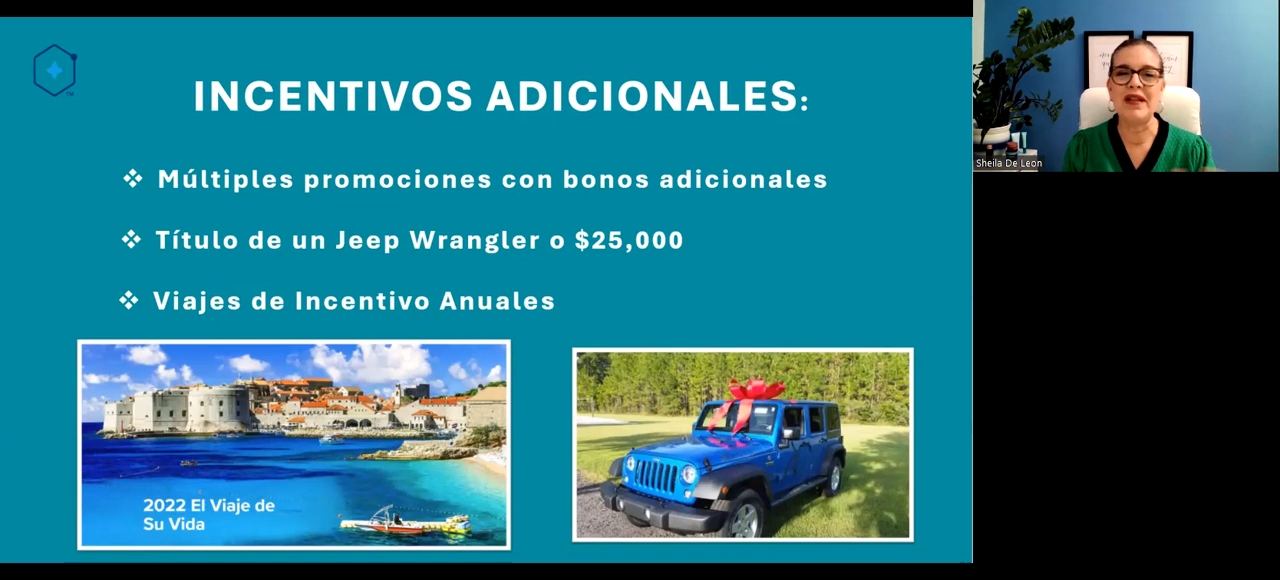 INCENTIVOS ADICIONALES:
❖ Múltiples promociones con bonos adicionales
❖ Título de un Jeep Wrangler o $25,000
❖ Viajes de Incentivo Anuales
2022 El Viaje de
Su Vida
Sheila De Leon
TM